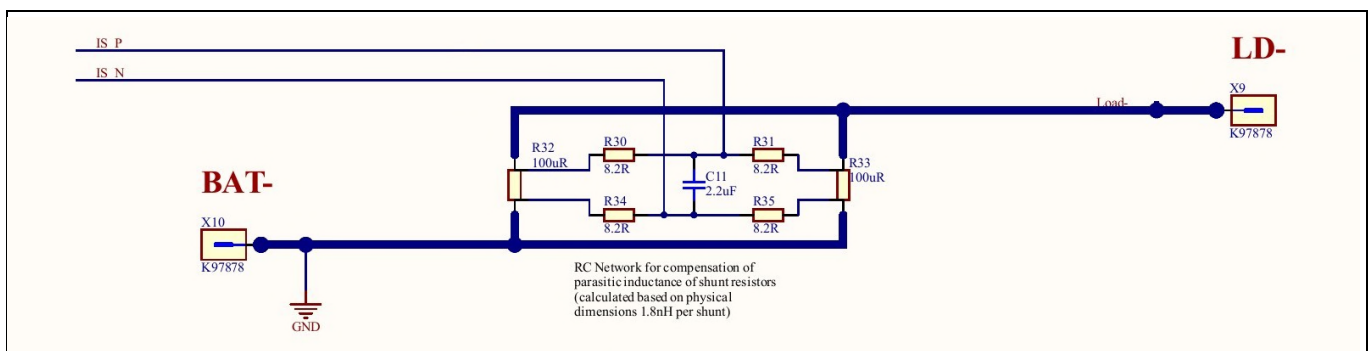 IS_P
LD-
IS_N
X9
Load-
K97878
R32
100uR
R30
8.2R
R31
8.2R
R33
100uR
C11
2.2uF
BAT-
R34
8.2R
R35
8.2R
X10
K97878
RC Network for compensation of
parasitic inductance of shunt resistors
(calculated based on physical
dimensions 1.8nH per shunt)
GND